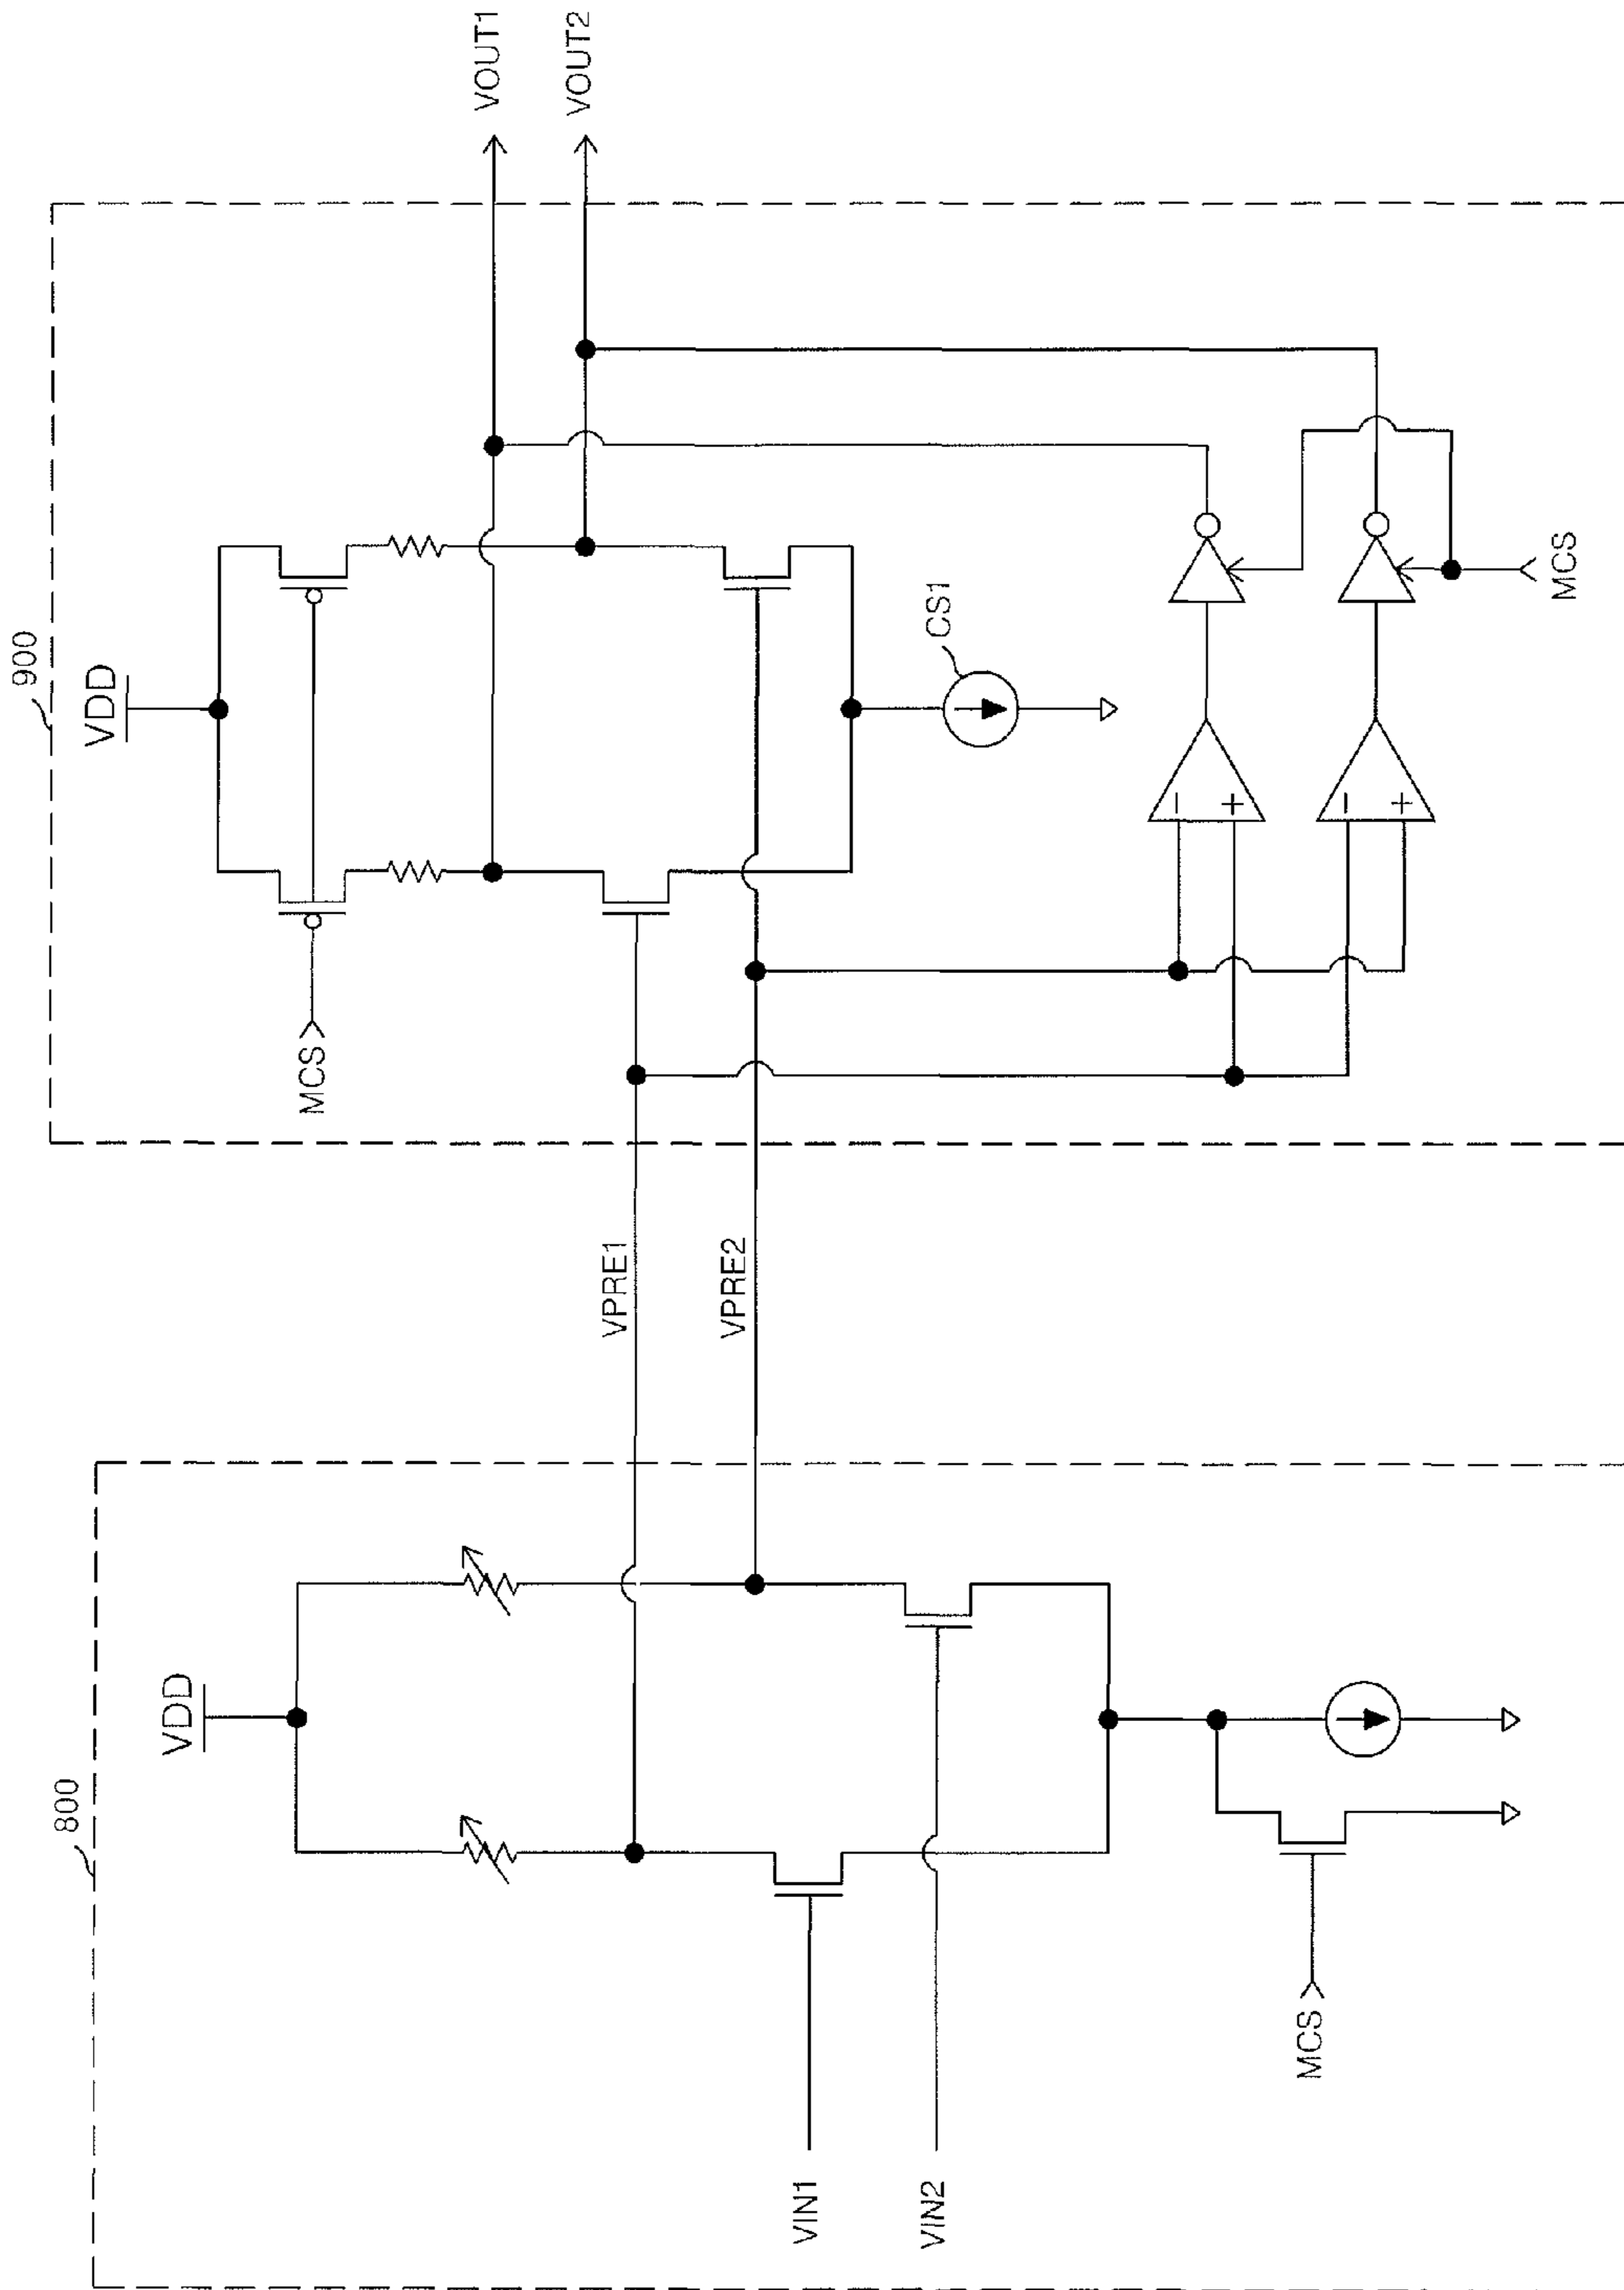 800
VDD
VIN1
VIN2
MCS
VPRE1
VPRE2
900
VDD
MCS
CS1
-
+
-
+
MCS
VOUT1
VOUT2